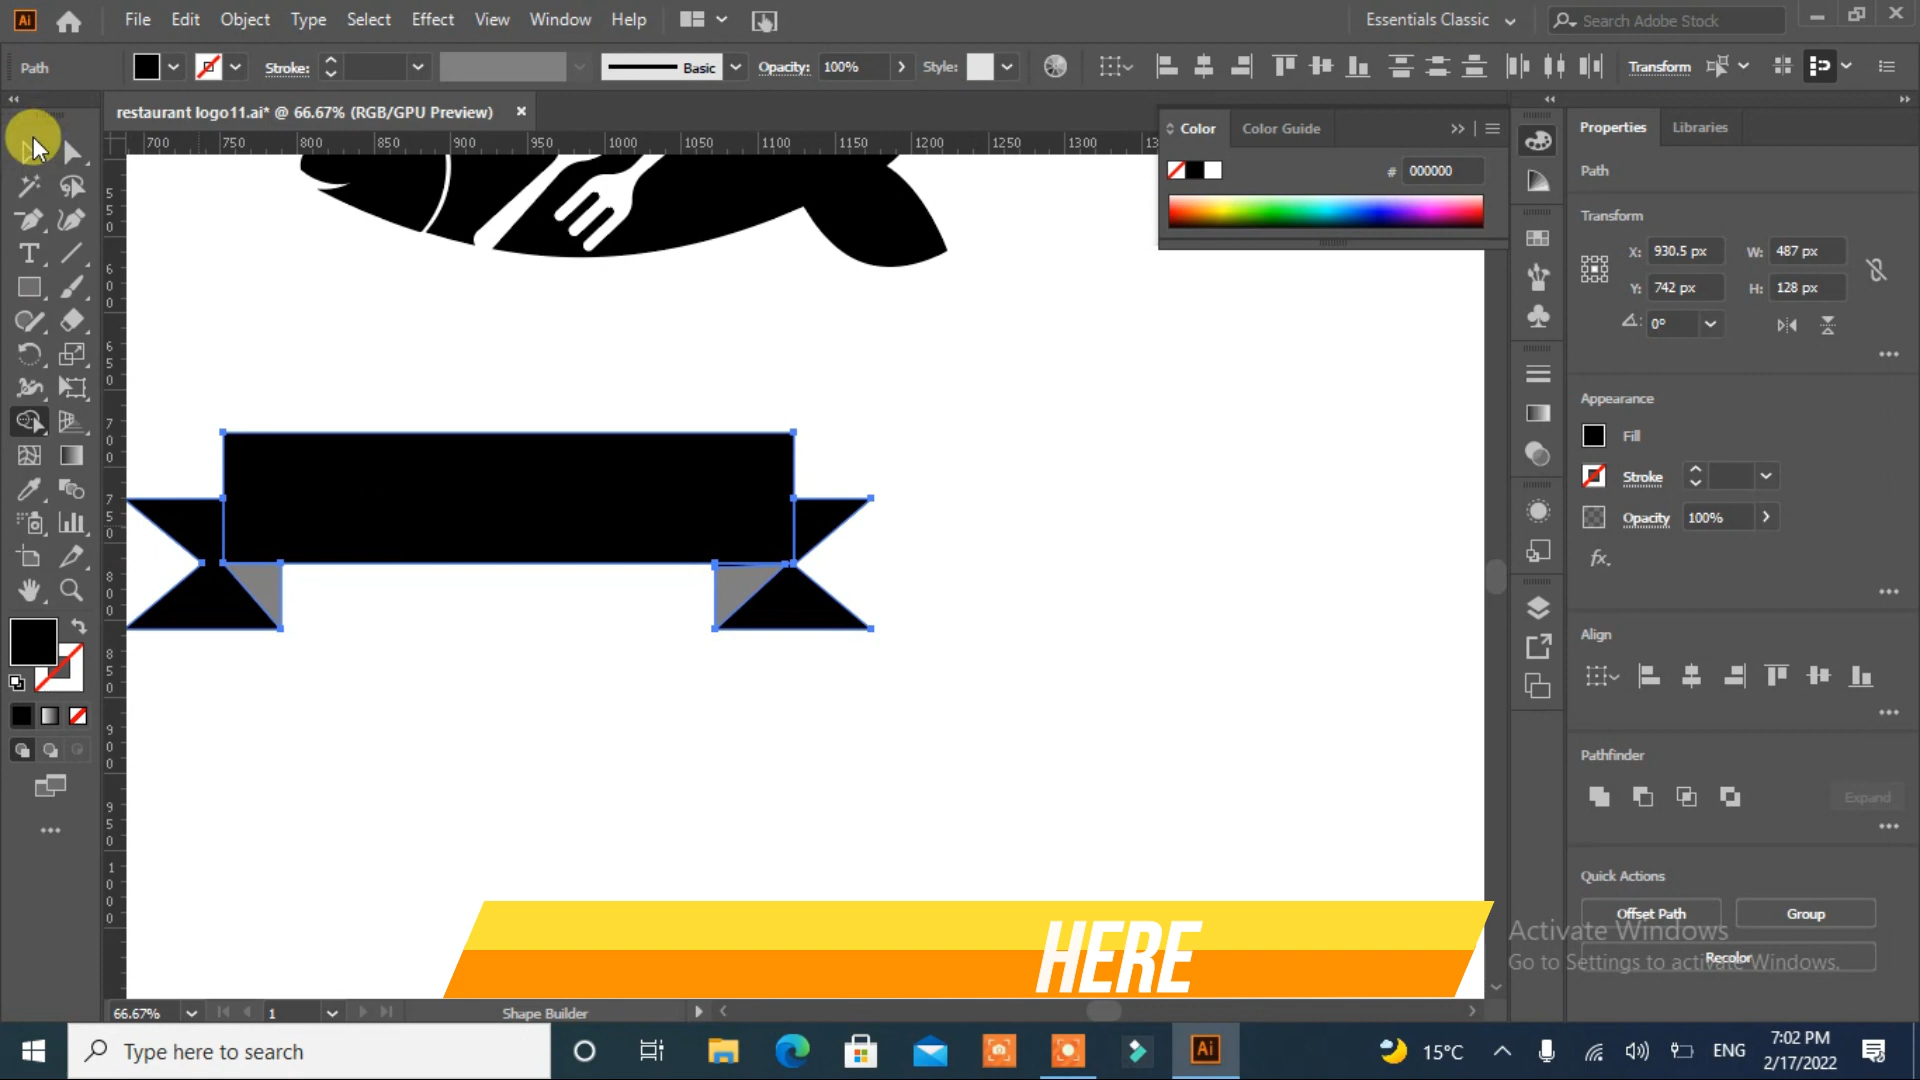 File Edit Object Type Select Effect View Window Help
Essentials Classic
Search Adobe Stock
Path
Stroke:
Basic
Opacity:
100%
Style:
Transform
restaurant logo11.ai* @ 66.67% (RGB/GPU Preview)
700 750 800 850 900 950 1000 1050 1100 1150 1200 1250 1300
Color
Color Guide
# 000000
Properties
Libraries
Path
Transform
X: 930.5 px W: 487 px
Y: 742 px H: 128 px
0°
Appearance
Fill
Stroke
Opacity 100%
fx.
Align
Pathfinder
Expand
Quick Actions
Offset Path
Group
Recolor
Activate Windows
Go to Settings to activate Windows.
HERE
66.67%
1
Shape Builder
Type here to search
Ai
15°C
ENG
7:02 PM
2/17/2022